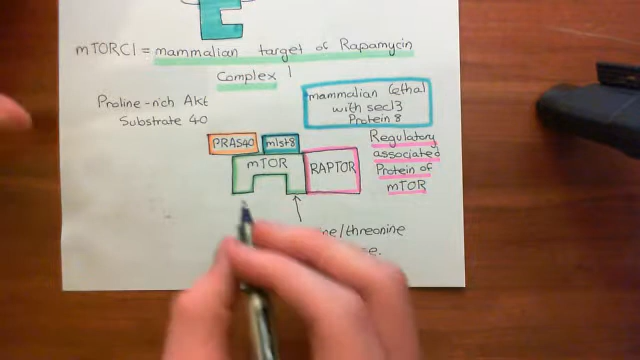 mTORC1 = mammalian target of Rapamycin
Complex 1
Proline-rich Akt
Substrate 40
mammalian lethal
with sec13
Protein 8
PRAS40
mlst8
mTOR
RAPTOR
Regulatory
associated
Protein of
mTOR
/threonine